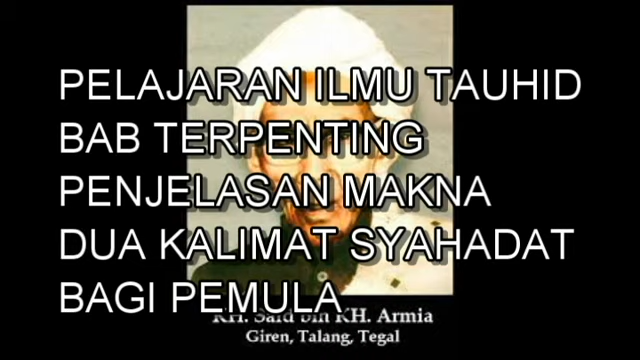 PELAJARAN ILMU TAUHID
BAB TERPENTING
PENJELASAN MAKNA
DUA KALIMAT SYAHADAT
BAGI PEMULA
KH. Said bin KH. Armia
Giren, Talang, Tegal